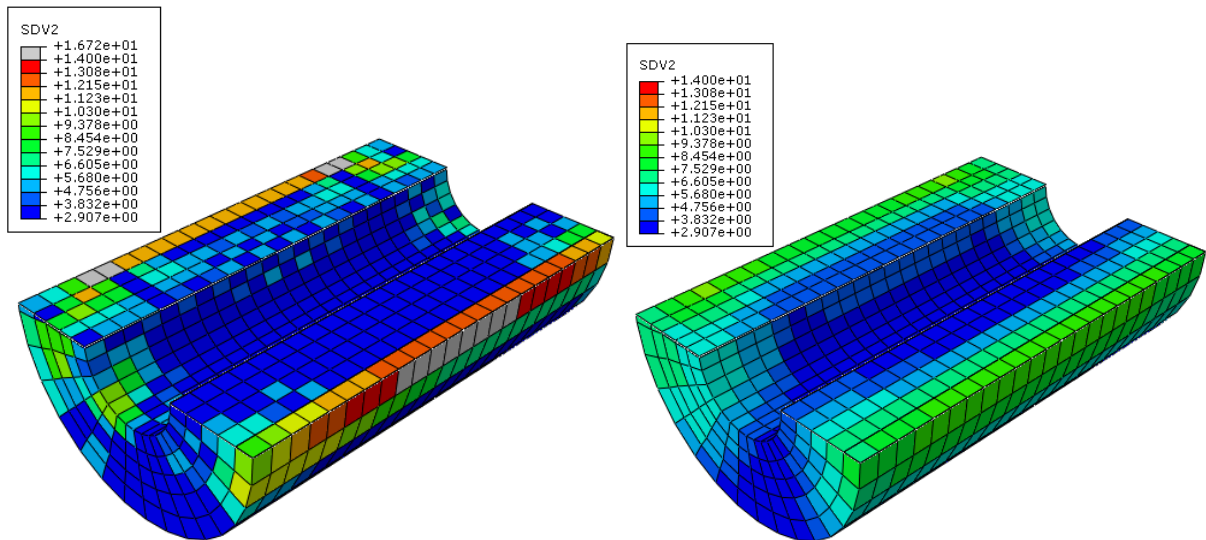 SDV2
+1.672e+01
+1.400e+01
+1.308e+01
+1.215e+01
+1.123e+01
+1.030e+01
+9.378e+00
+8.454e+00
+7.529e+00
+6.605e+00
+5.680e+00
+4.756e+00
+3.832e+00
+2.907e+00
SDV2
+1.400e+01
+1.308e+01
+1.215e+01
+1.123e+01
+1.030e+01
+9.378e+00
+8.454e+00
+7.529e+00
+6.605e+00
+5.680e+00
+4.756e+00
+3.832e+00
+2.907e+00